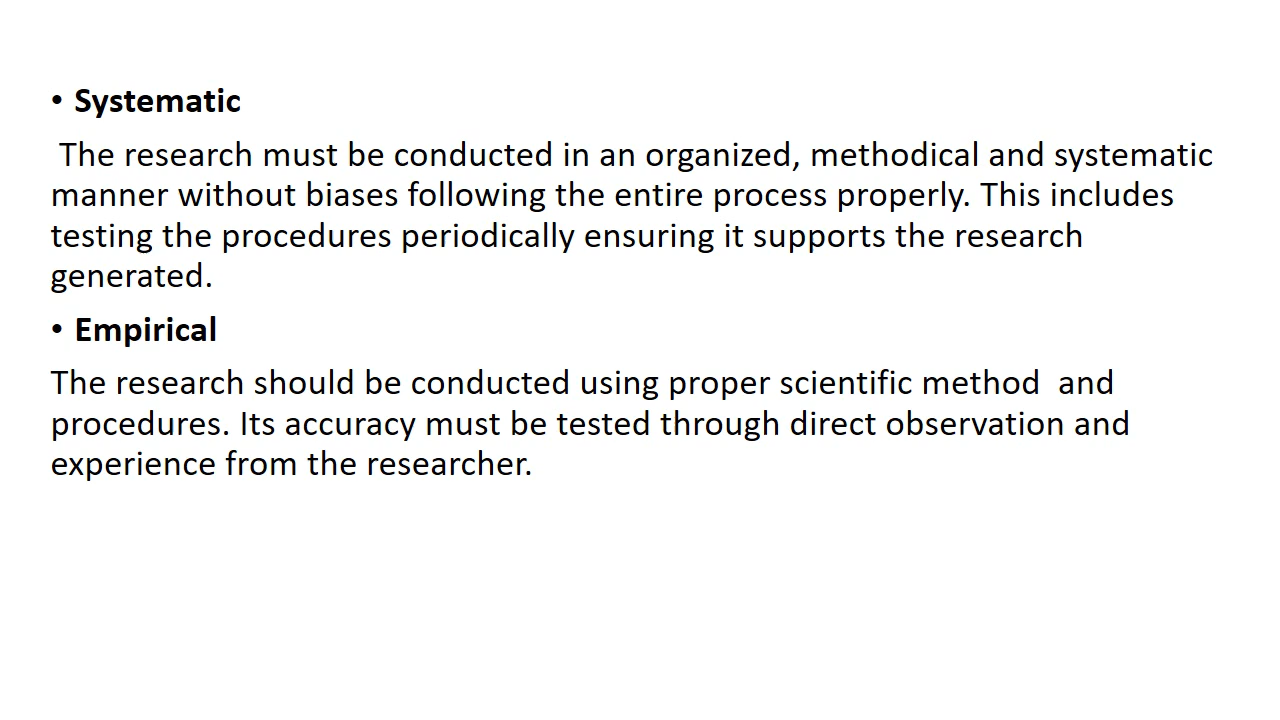 • Systematic
The research must be conducted in an organized, methodical and systematic
manner without biases following the entire process properly. This includes
testing the procedures periodically ensuring it supports the research
generated.
• Empirical
The research should be conducted using proper scientific method  and
procedures. Its accuracy must be tested through direct observation and
experience from the researcher.